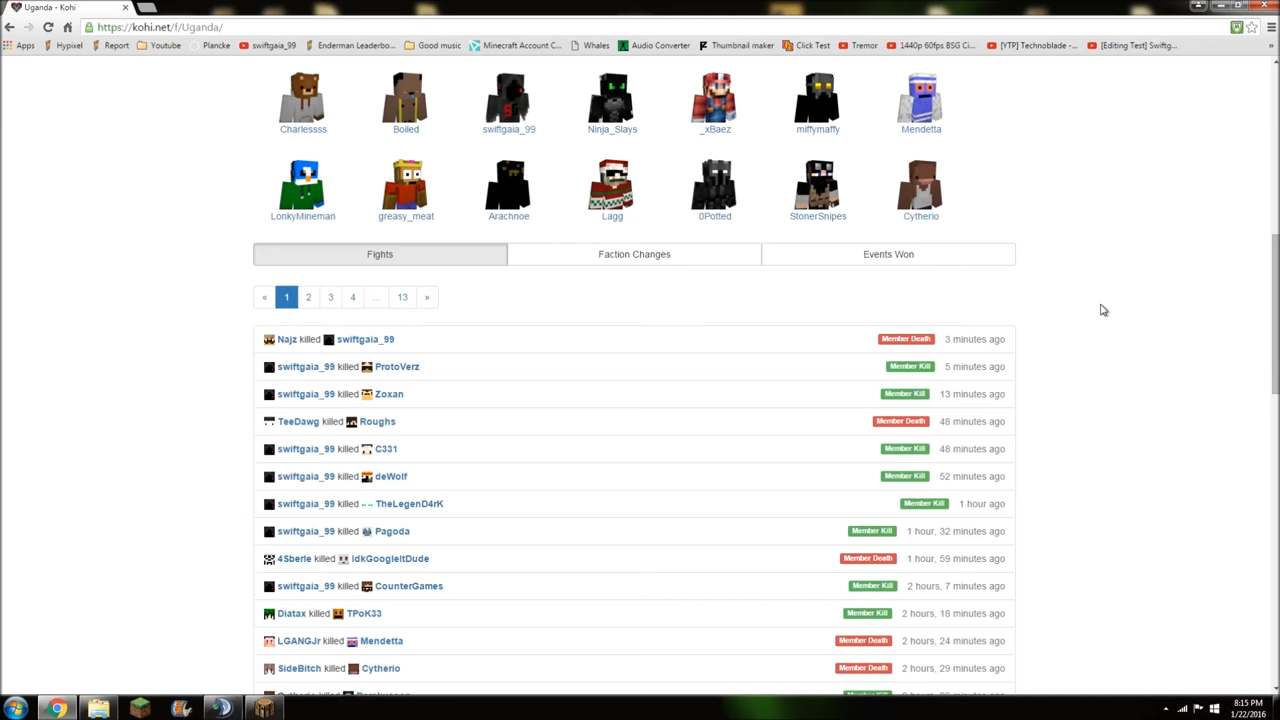 Uganda - Kohi
https://kohi.net/f/Uganda/
Apps Hypixel Report Youtube Plancke swiftgaia_99 Enderman Leaderbo... Good music Minecraft Account C... Whales Audio Converter Thumbnail maker Click Test Tremor 1440p 60fps BSG Ci... [YTP] Technoblade -... [Editing Test] Swiftg...
Charlessss Boiled swiftgaia_99 Ninja_Slays _xBaez miffymaffy Mendetta
LonkyMineman greasy_meat Arachnoe Lagg 0Potted StonerSnipes Cytherio
Fights Faction Changes Events Won
« 1 2 3 4 ... 13 »
Najz killed swiftgaia_99 Member Death 3 minutes ago
swiftgaia_99 killed ProtoVerz Member Kill 5 minutes ago
swiftgaia_99 killed Zoxan Member Kill 13 minutes ago
TeeDawg killed Roughs Member Death 48 minutes ago
swiftgaia_99 killed C331 Member Kill 48 minutes ago
swiftgaia_99 killed deWolf Member Kill 52 minutes ago
swiftgaia_99 killed TheLegenD4rK Member Kill 1 hour ago
swiftgaia_99 killed Pagoda Member Kill 1 hour, 32 minutes ago
4Sberle killed IdkGoogleItDude Member Death 1 hour, 59 minutes ago
swiftgaia_99 killed CounterGames Member Kill 2 hours, 7 minutes ago
Diatax killed TPoK33 Member Kill 2 hours, 18 minutes ago
LGANGJr killed Mendetta Member Death 2 hours, 24 minutes ago
SideBitch killed Cytherio Member Death 2 hours, 29 minutes ago
8:15 PM
1/22/2016